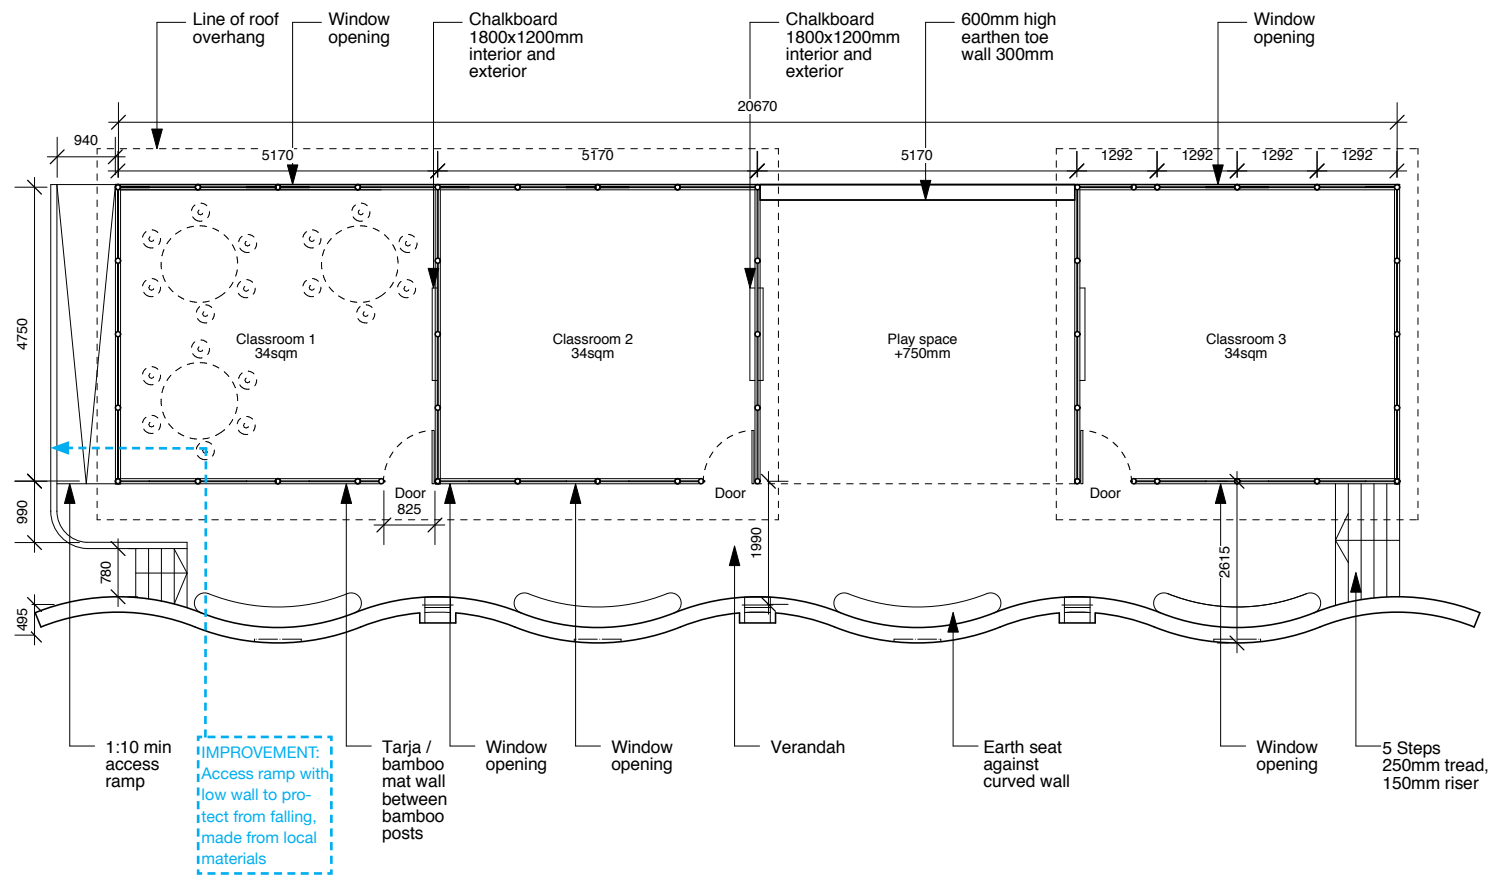 Line of roof
overhang
Window
opening
Chalkboard
1800x1200mm
interior and
exterior
Chalkboard
1800x1200mm
interior and
exterior
600mm high
earthen toe
wall 300mm
Window
opening
20670
940
5170
5170
5170
1292
1292
1292
1292
4750
Classroom 1
34sqm
Classroom 2
34sqm
Play space
+750mm
Classroom 3
34sqm
Door
825
Door
Door
990
780
495
1990
2615
1:10 min
access
ramp
IMPROVEMENT:
Access ramp with
low wall to pro-
tect from falling,
made from local
materials
Tarja /
bamboo
mat wall
between
bamboo
posts
Window
opening
Window
opening
Verandah
Earth seat
against
curved wall
Window
opening
5 Steps
250mm tread,
150mm riser